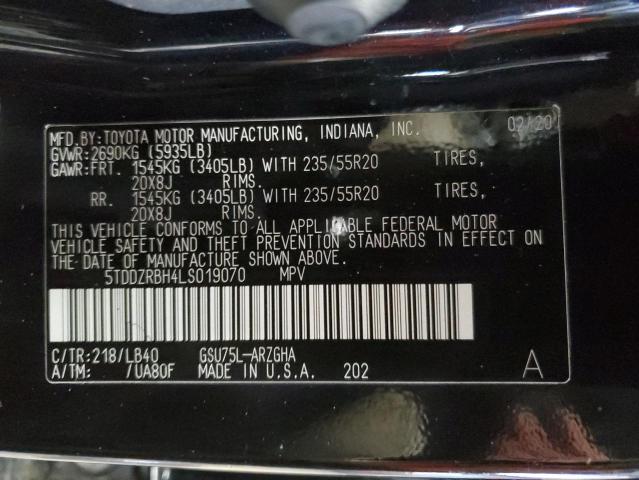 MFD.BY:TOYOTA MOTOR MANUFACTURING, INDIANA, INC. 02/20
GVWR:2690KG (5935LB)
GAWR:FRT. 1545KG (3405LB) WITH 235/55R20 TIRES,
20X8J RIMS.
RR. 1545KG (3405LB) WITH 235/55R20 TIRES,
20X8J RIMS.
THIS VEHICLE CONFORMS TO ALL APPLICABLE FEDERAL MOTOR
VEHICLE SAFETY AND THEFT PREVENTION STANDARDS IN EFFECT ON
THE DATE OF MANUFACTURE SHOWN ABOVE.
5TDDZRBH4LS019070 MPV
C/TR:218/LB40 GSU75L-ARZGHA
A/TM: /UA80F MADE IN U.S.A. 202 A